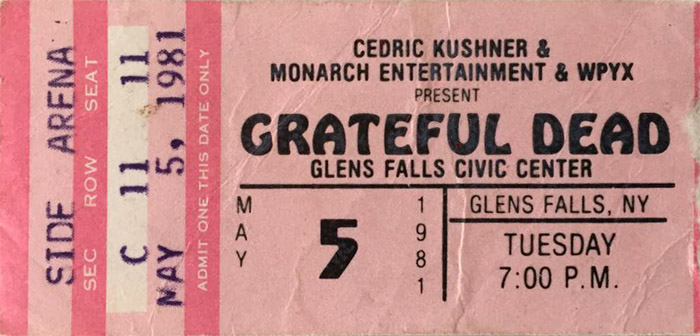 SIDE ARENA
SEC ROW SEAT
C 11 11
MAY 5, 1981
ADMIT ONE THIS DATE ONLY
CEDRIC KUSHNER &
MONARCH ENTERTAINMENT & WPYX
PRESENT
GRATEFUL DEAD
GLENS FALLS CIVIC CENTER
MAY 5 1981
GLENS FALLS, NY
TUESDAY
7:00 P.M.